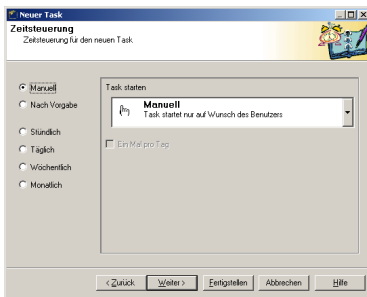 Neuer Task
Zeitsteuerung
Zeitsteuerung für den neuen Task
Manuell
Nach Vorgabe
Stündlich
Täglich
Wöchentlich
Monatlich
Task starten
Manuell
Task startet nur auf Wunsch des Benutzers
Ein Mal pro Tag
< Zurück
Weiter >
Fertigstellen
Abbrechen
Hilfe